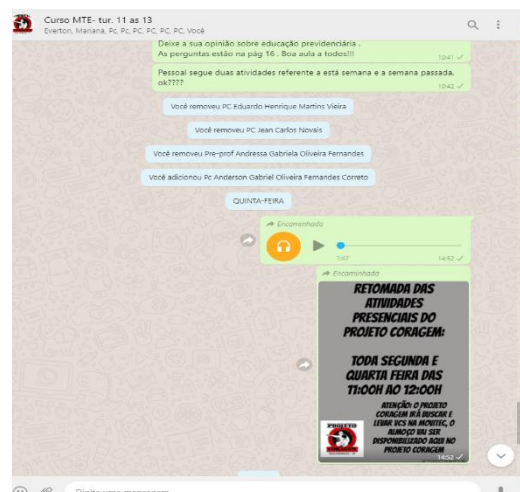 Curso MTE- tur. 11 as 13
Everton, Mariana, Pc, Pc, PC, PC, PC, PC, Você
Deixe a sua opinião sobre educação previdenciária .
As perguntas estão na pág 16 . Boa aula a todos!!!
10:41
Pessoal segue duas atividades referente a está semana e a semana passada.
ok????
10:42
Você removeu PC Eduardo Henrique Martins Vieira
Você removeu PC Jean Carlos Novais
Você removeu Pre-prof Andressa Gabriela Oliveira Fernandes
Você adicionou Pc Anderson Gabriel Oliveira Fernandes Correto
QUINTA-FEIRA
Encaminhada
1:47
14:52
Encaminhada
RETOMADA DAS
ATIVIDADES
PRESENCIAIS DO
PROJETO CORAGEM:
TODA SEGUNDA E
QUARTA FEIRA DAS
11:00H AO 12:00H
ATENÇÃO: O PROJETO
CORAGEM IRÁ BUSCAR E
LEVAR VCS NA MOVITEC, O
ALMOÇO VAI SER
DISPONIBILIZADO AQUI NO
PROJETO CORAGEM
PROJETO
14:52
Digite uma mensagem